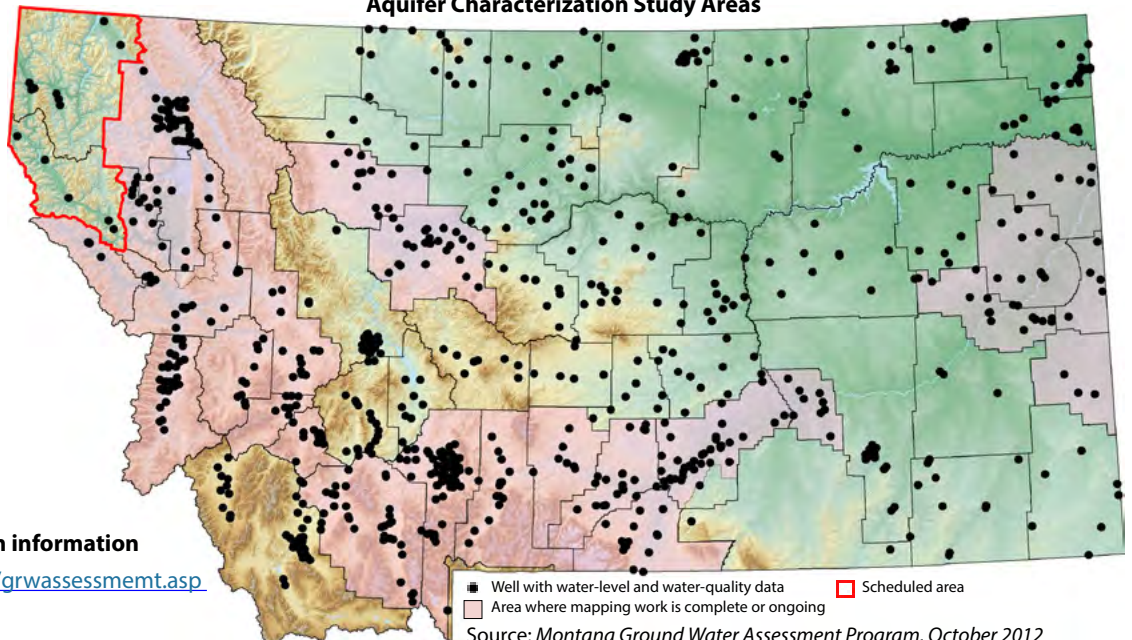 Aquifer Characterization Study Areas
information
/grwassessmemt.asp
Well with water-level and water-quality data
Scheduled area
Area where mapping work is complete or ongoing
Source: Montana Ground Water Assessment Program, October 2012